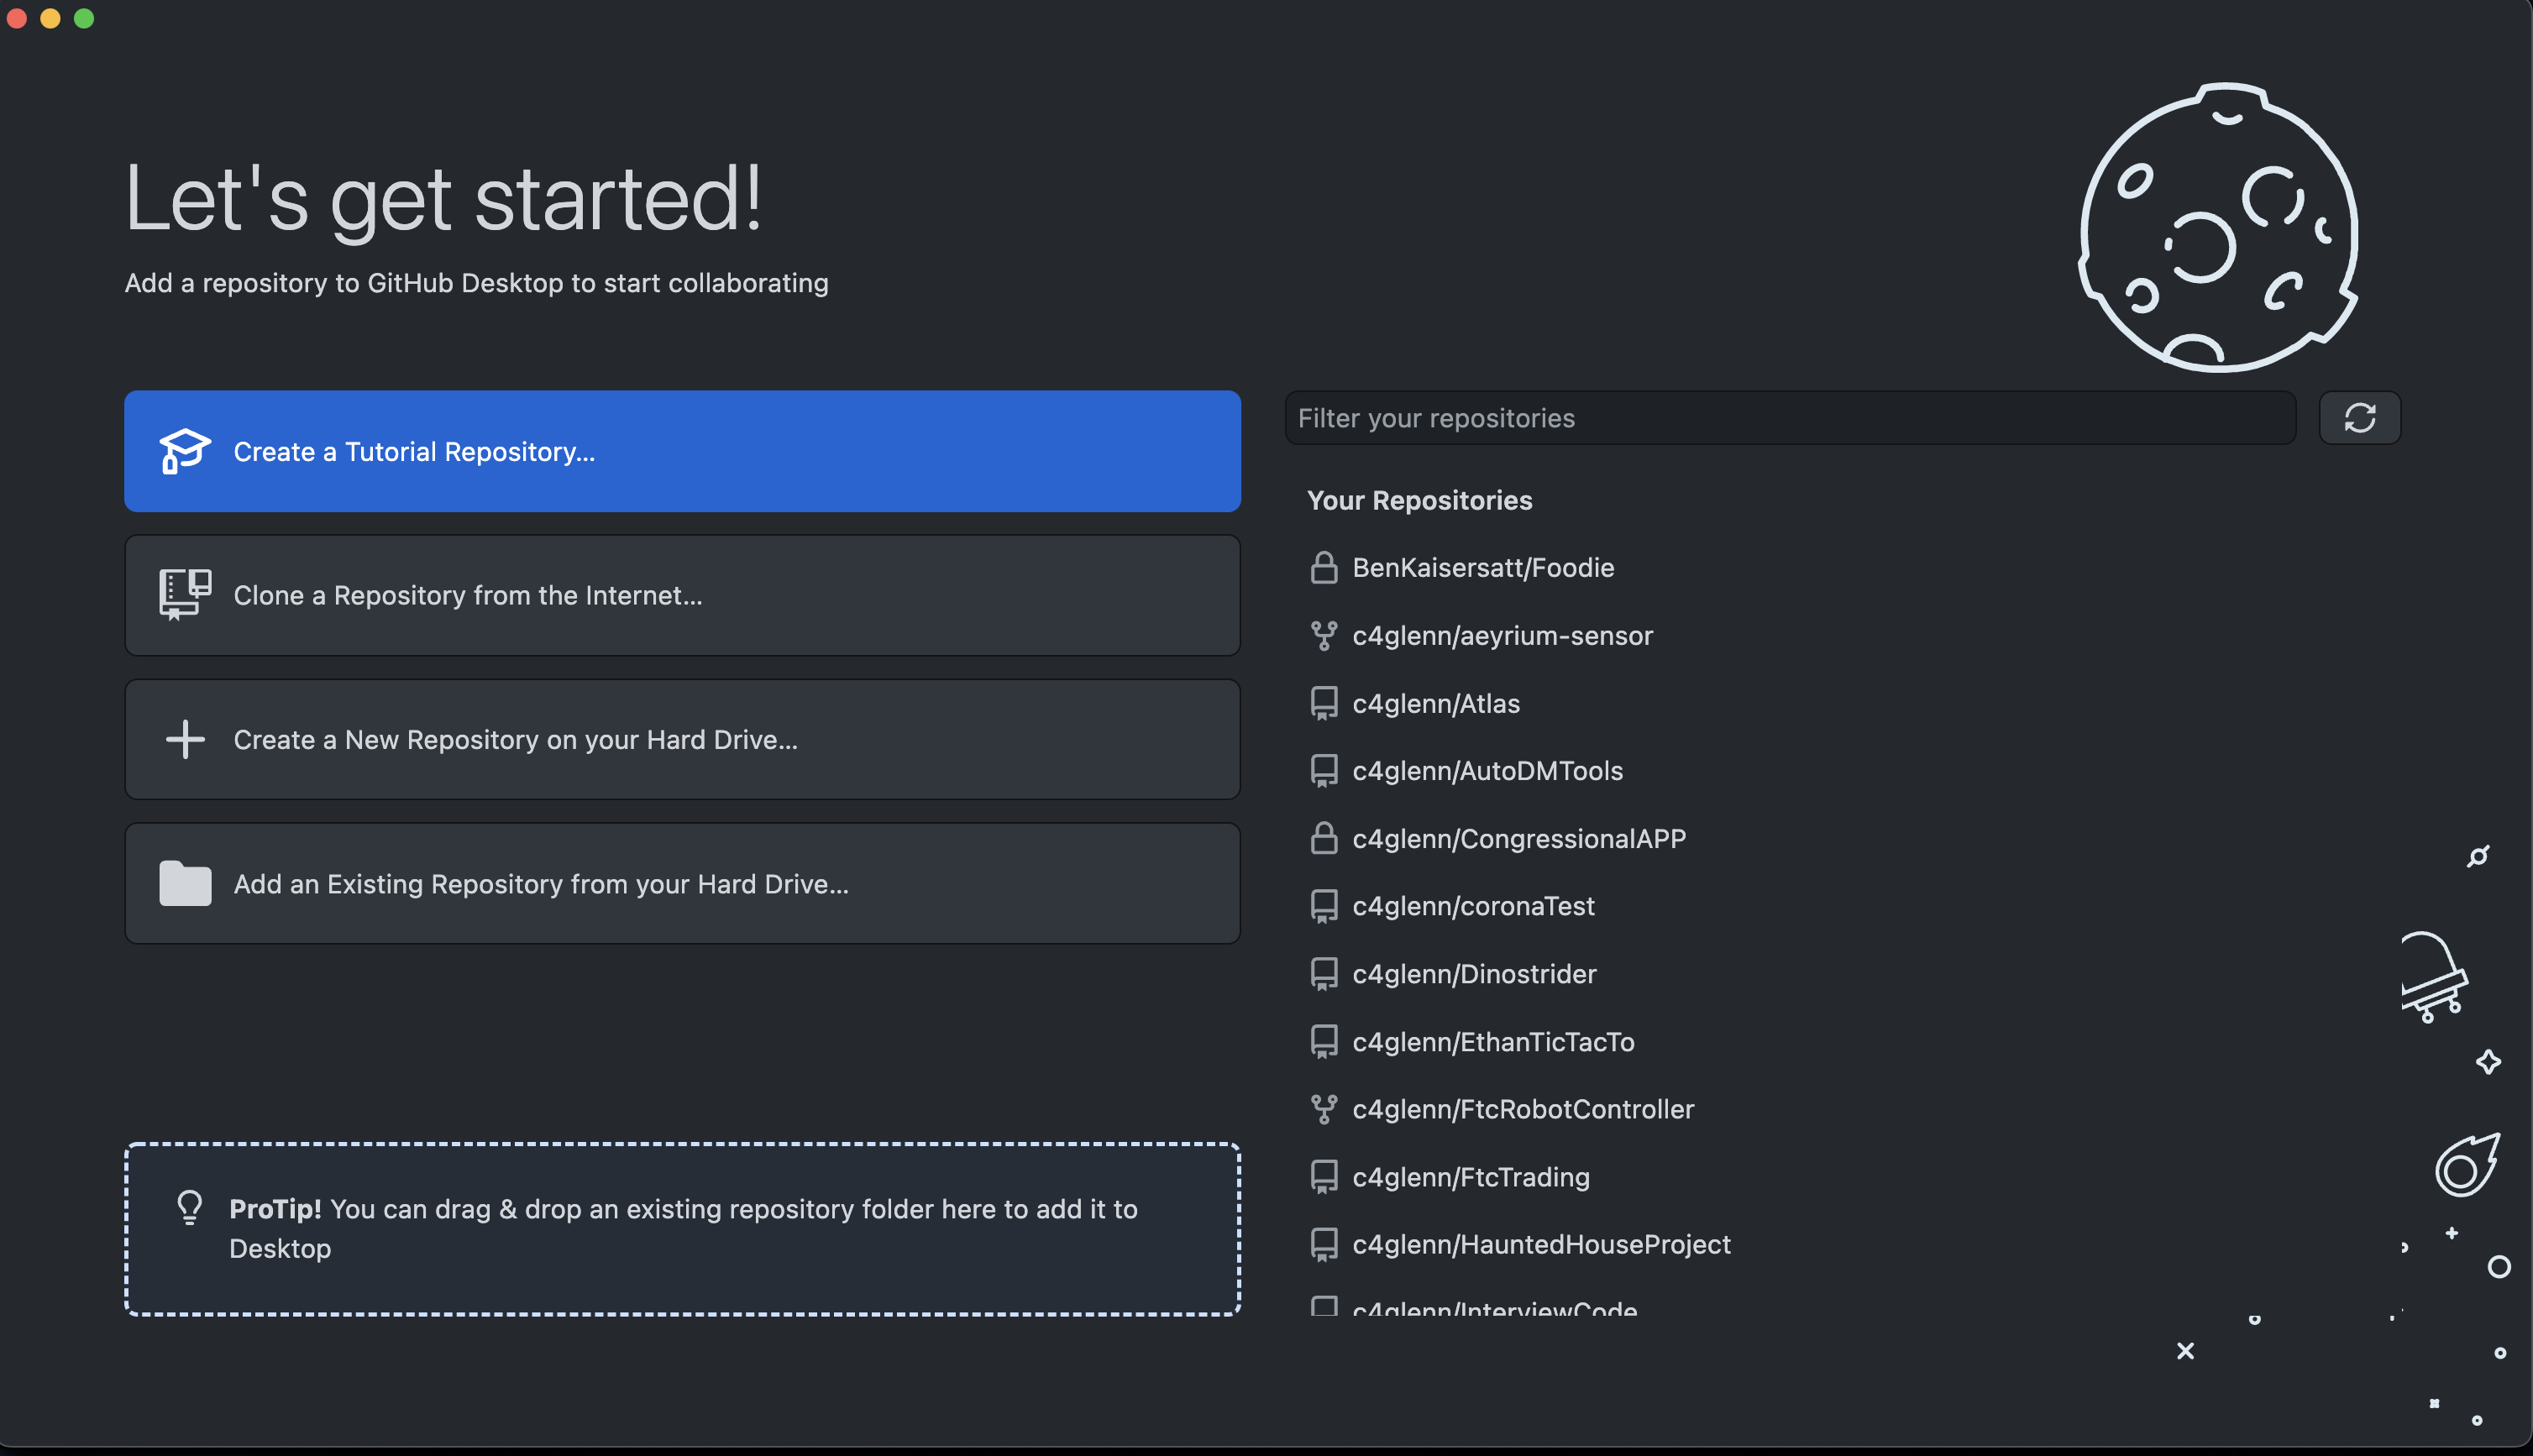 Let's get started!
Add a repository to GitHub Desktop to start collaborating
Create a Tutorial Repository...
Clone a Repository from the Internet...
Create a New Repository on your Hard Drive...
Add an Existing Repository from your Hard Drive...
ProTip! You can drag & drop an existing repository folder here to add it to
Desktop
Filter your repositories
Your Repositories
BenKaisersatt/Foodie
c4glenn/aeyrium-sensor
c4glenn/Atlas
c4glenn/AutoDMTools
c4glenn/CongressionalAPP
c4glenn/coronaTest
c4glenn/Dinostrider
c4glenn/EthanTicTacTo
c4glenn/FtcRobotController
c4glenn/FtcTrading
c4glenn/HauntedHouseProject
c4glenn/InterviewCode